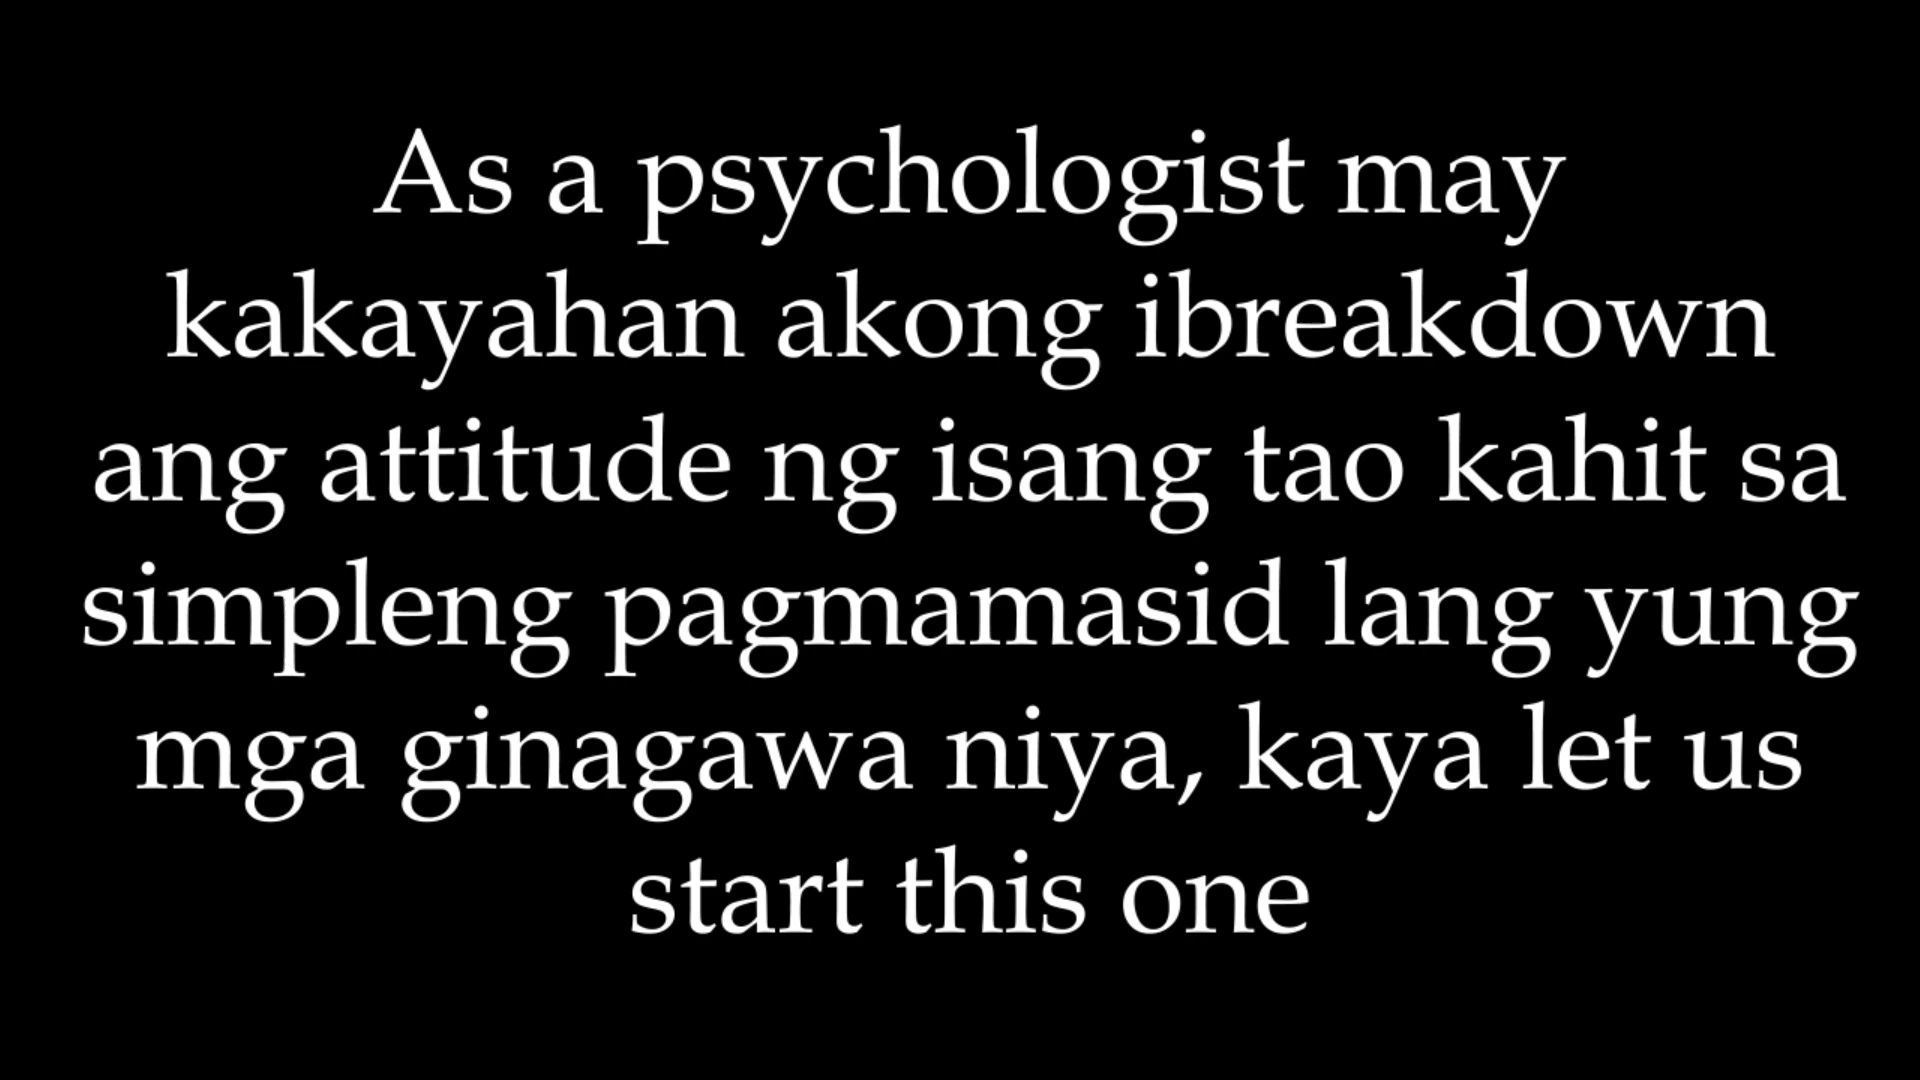 As a psychologist may
kakayahan akong ibreakdown
ang attitude ng isang tao kahit sa
simpleng pagmamasid lang yung
mga ginagawa niya, kaya let us
start this one